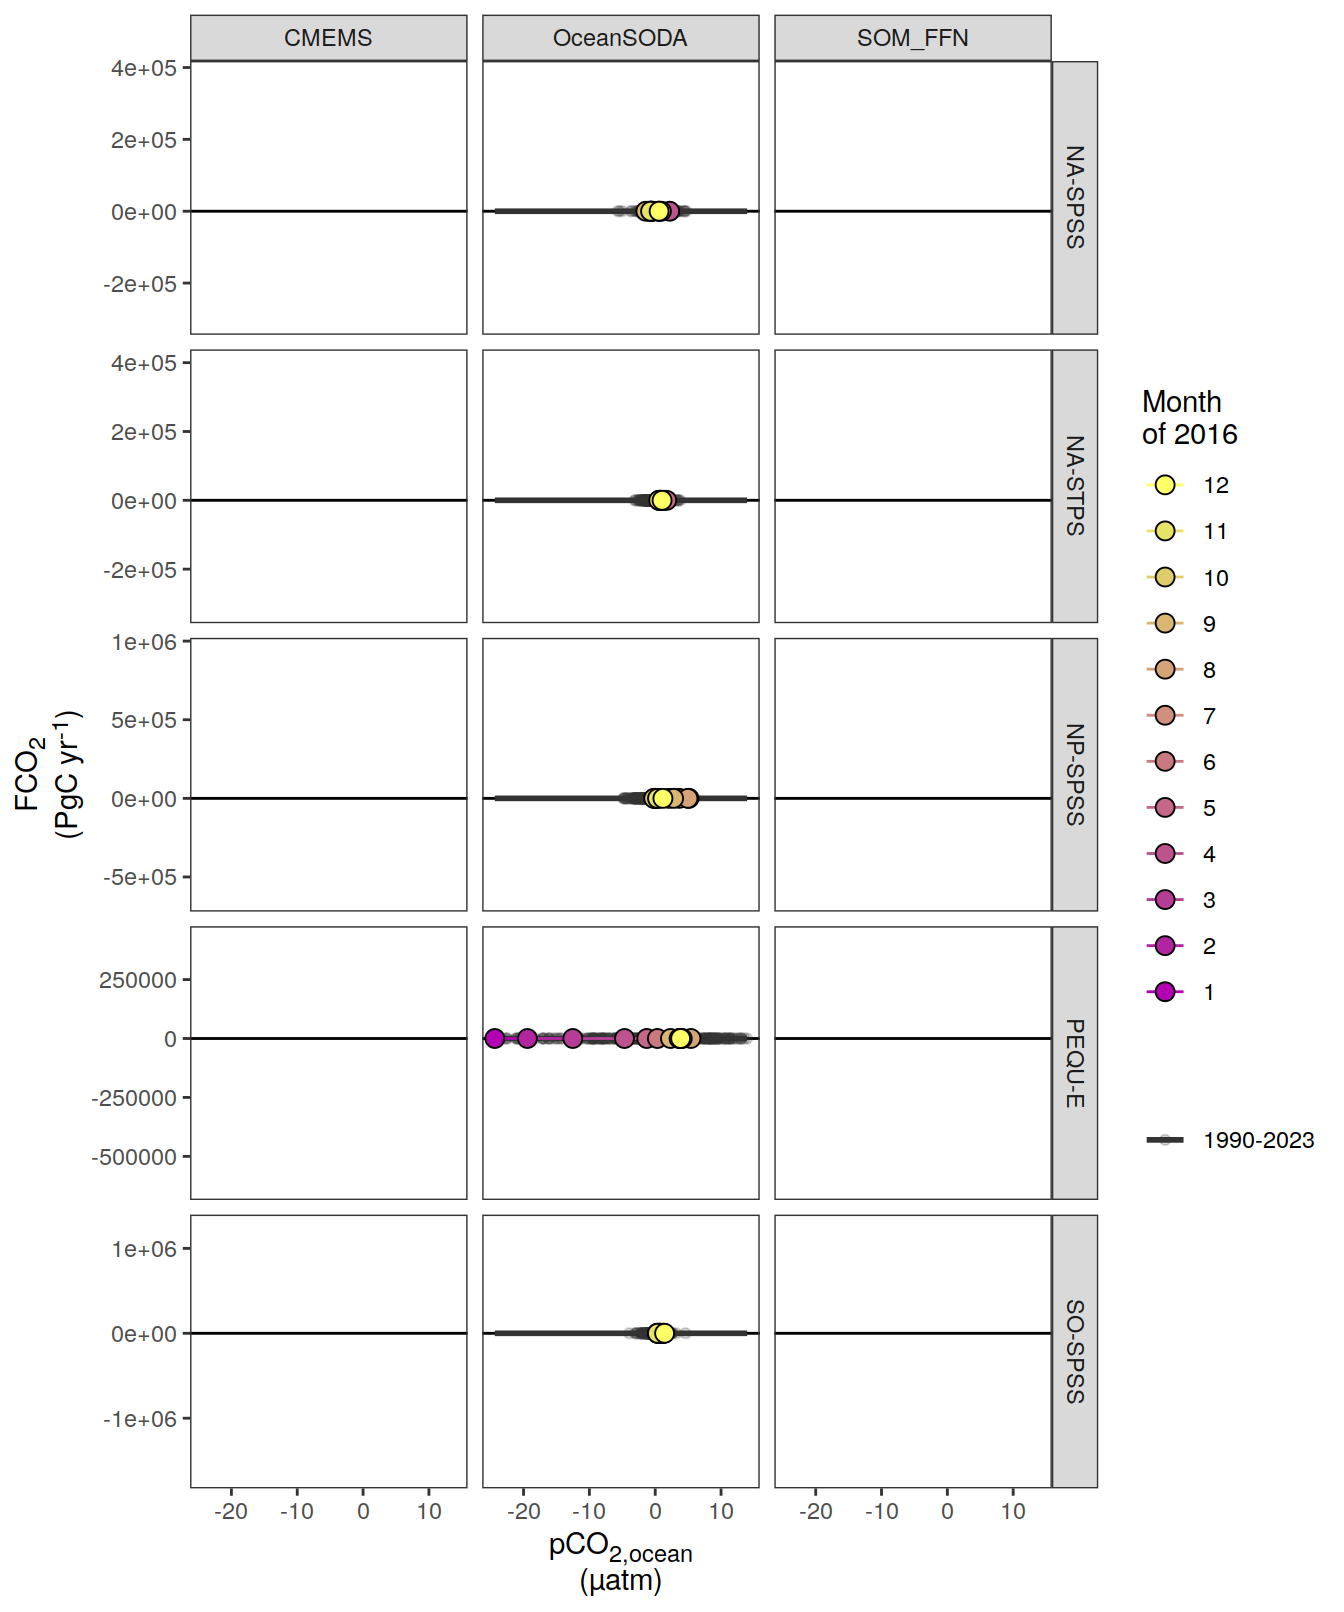 CMEMS OceanSODA SOM_FFN
4e+05
2e+05
0e+00
-2e+05
NA-SPSS
4e+05
2e+05
0e+00
-2e+05
NA-STPS
1e+06
5e+05
0e+00
-5e+05
NP-SPSS
250000
0
-250000
-500000
PEQU-E
1e+06
0e+00
-1e+06
SO-SPSS
-20 -10 0 10 -20 -10 0 10 -20 -10 0 10
pCO2,ocean
(µatm)
FCO2
(PgC yr-1)
Month
of 2016
12
11
10
9
8
7
6
5
4
3
2
1
1990-2023